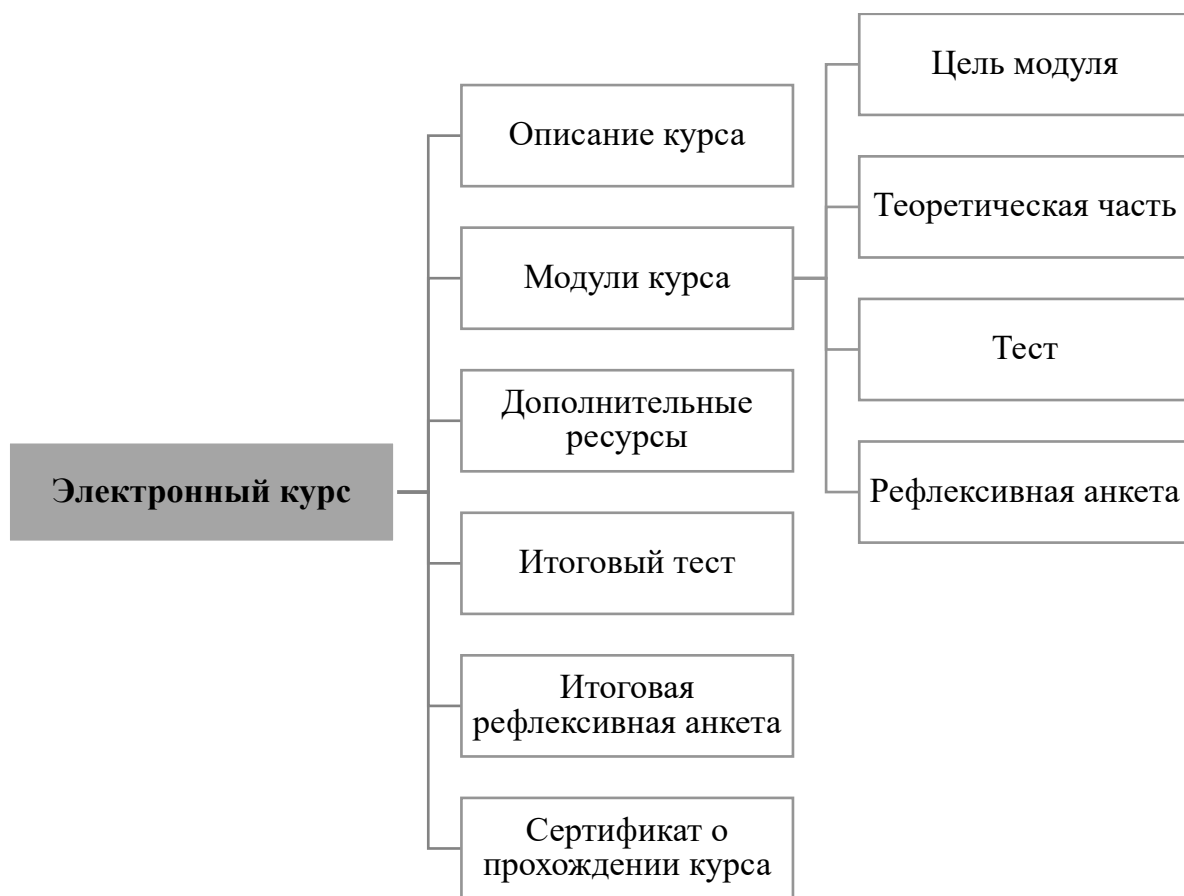 Электронный курс
Описание курса
Модули курса
Дополнительные
ресурсы
Итоговый тест
Итоговая
рефлексивная анкета
Сертификат о
прохождении курса
Цель модуля
Теоретическая часть
Тест
Рефлексивная анкета